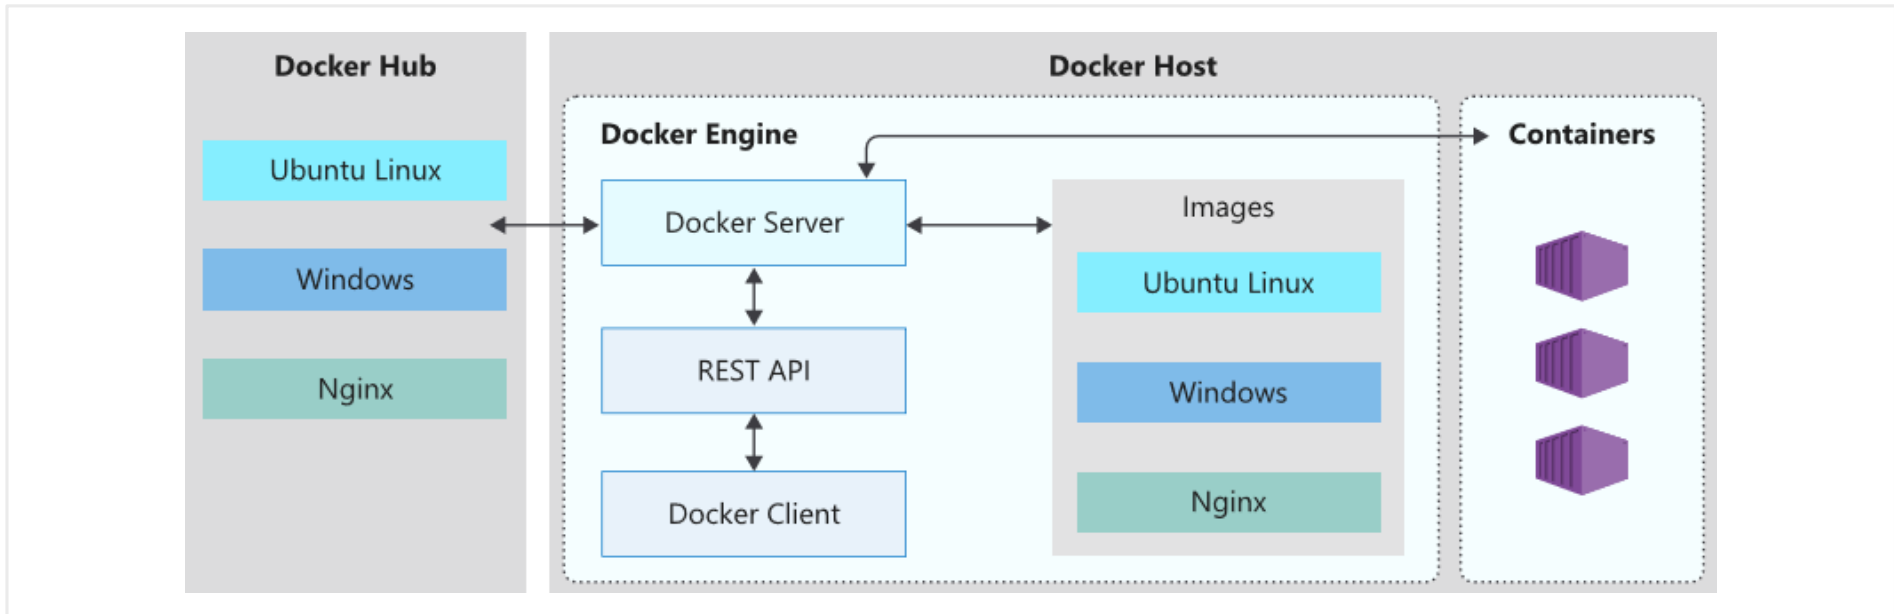 Docker Hub
Ubuntu Linux
Windows
Nginx
Docker Host
Docker Engine
Docker Server
REST API
Docker Client
Images
Ubuntu Linux
Windows
Nginx
Containers